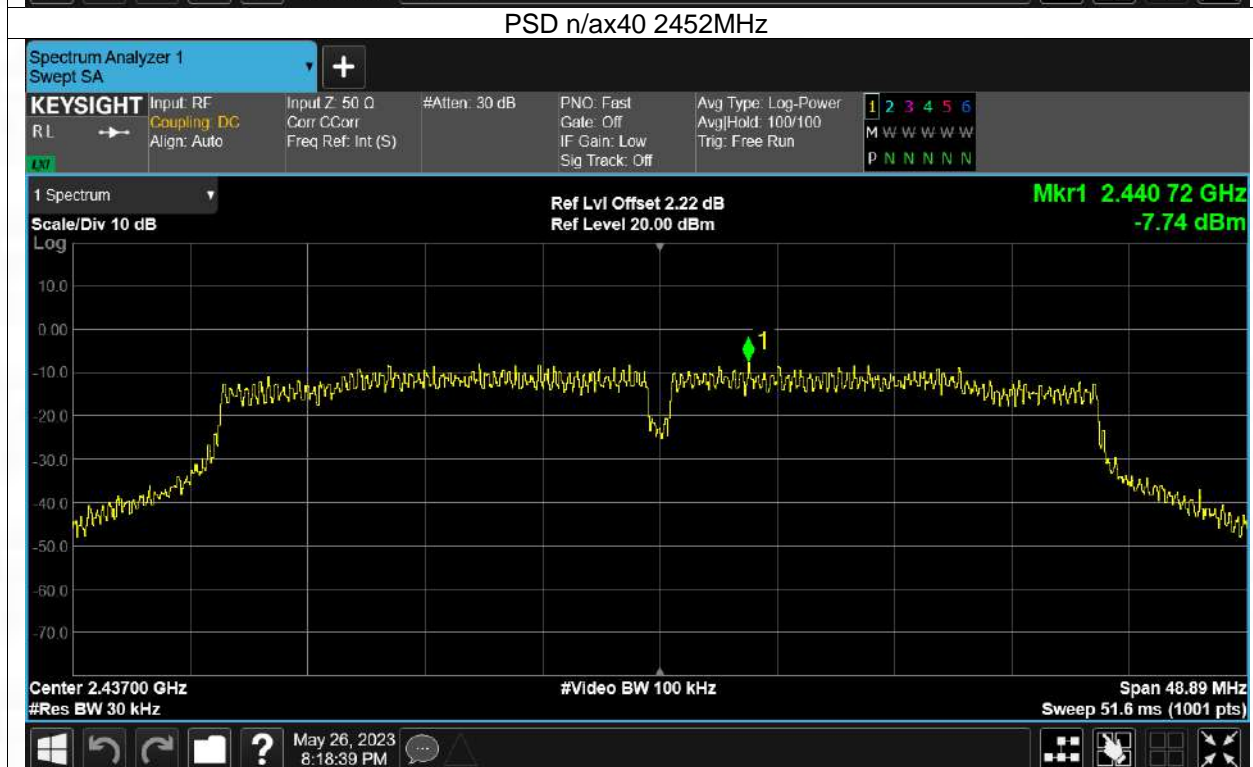 PSD n/ax40 2452MHz
Spectrum Analyzer 1
Swept SA
KEYSIGHT
RL
LXI
Input: RF
Coupling: DC
Align: Auto
Input Z: 50 Ω
Corr CCorr
Freq Ref: Int (S)
#Atten: 30 dB
PNO: Fast
Gate: Off
IF Gain: Low
Sig Track: Off
Avg Type: Log-Power
Avg|Hold: 100/100
Trig: Free Run
1 2 3 4 5 6
M W W W W W
P N N N N N
1 Spectrum
Scale/Div 10 dB
Ref Lvl Offset 2.22 dB
Ref Level 20.00 dBm
Mkr1 2.440 72 GHz
-7.74 dBm
Log
10.0
0.00
-10.0
-20.0
-30.0
-40.0
-50.0
-60.0
-70.0
1
Center 2.43700 GHz
#Video BW 100 kHz
Span 48.89 MHz
#Res BW 30 kHz
Sweep 51.6 ms (1001 pts)
?
May 26, 2023
8:18:39 PM